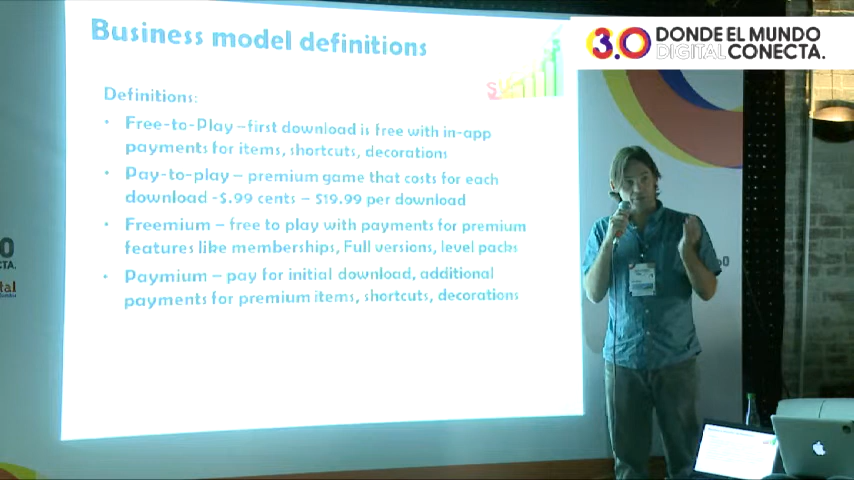 Business model definitions
3.0 DONDE EL MUNDO
DIGITAL CONECTA.
Definitions:
• Free-to-Play –first download is free with in-app
payments for items, shortcuts, decorations
• Pay-to-play – premium game that costs for each
download -$.99 cents – $19.99 per download
• Freemium – free to play with payments for premium
features like memberships, Full versions, level packs
• Paymium – pay for initial download, additional
payments for premium items, shortcuts, decorations